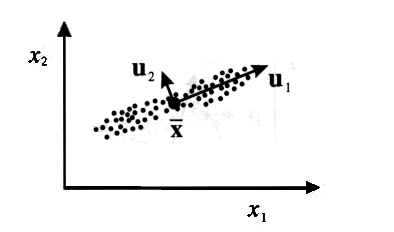 x₂
u₂
u₁
x̄
x₁